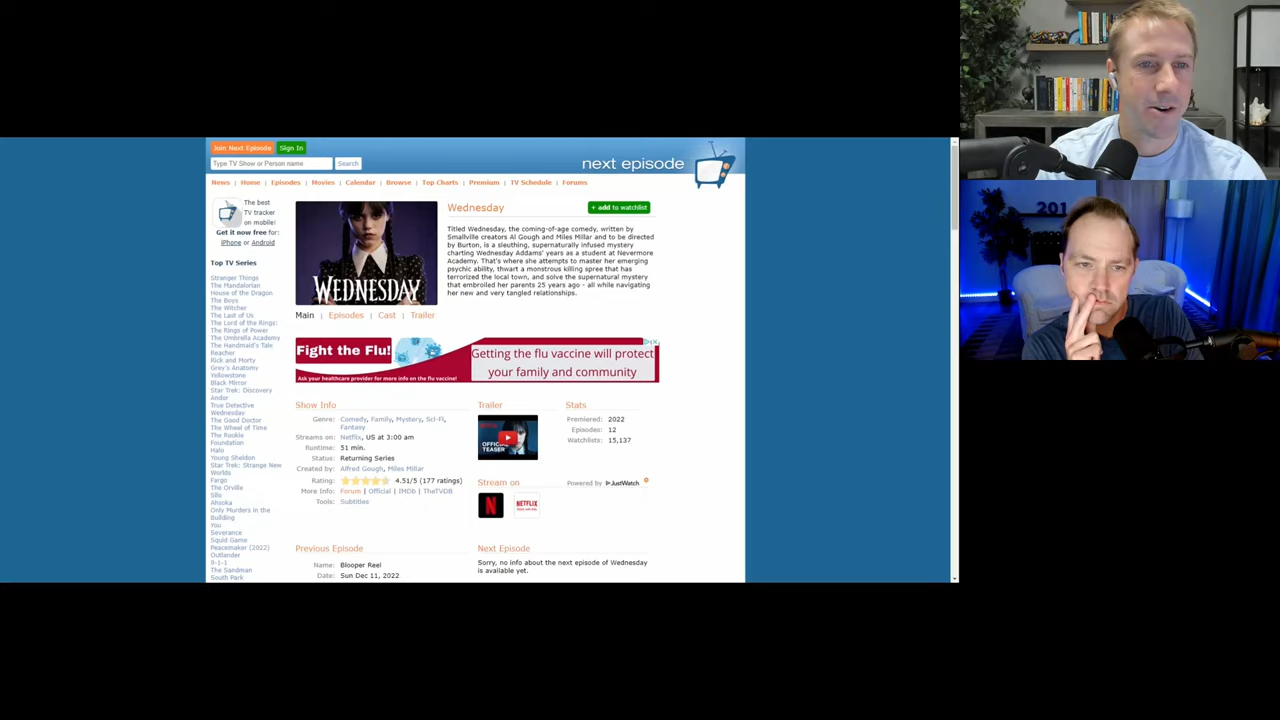 Join Next Episode
Sign In
Type TV Show or Person name
Search
next episode
News | Home | Episodes | Movies | Calendar | Browse | Top Charts | Premium | TV Schedule | Forums
The best
TV tracker
on mobile!
Get it now free for:
iPhone or Android
Top TV Series
Stranger Things
The Mandalorian
House of the Dragon
The Boys
The Witcher
The Last of Us
The Lord of the Rings:
The Rings of Power
The Umbrella Academy
The Handmaid's Tale
Reacher
Rick and Morty
Grey's Anatomy
Yellowstone
Black Mirror
Star Trek: Discovery
Andor
True Detective
Wednesday
The Good Doctor
The Wheel of Time
The Rookie
Foundation
Halo
Young Sheldon
Star Trek: Strange New
Worlds
Fargo
The Orville
Silo
Ahsoka
Only Murders in the
Building
You
Severance
Squid Game
Peacemaker (2022)
Outlander
9-1-1
The Sandman
South Park
WEDNESDAY
Wednesday
+ add to watchlist
Titled Wednesday, the coming-of-age comedy, written by
Smallville creators Al Gough and Miles Millar and to be directed
by Burton, is a sleuthing, supernaturally infused mystery
charting Wednesday Addams' years as a student at Nevermore
Academy. That's where she attempts to master her emerging
psychic ability, thwart a monstrous killing spree that has
terrorized the local town, and solve the supernatural mystery
that embroiled her parents 25 years ago - all while navigating
her new and very tangled relationships.
Main | Episodes | Cast | Trailer
Fight the Flu!
Ask your healthcare provider for more info on the flu vaccine!
Getting the flu vaccine will protect
your family and community
Show Info
Genre: Comedy, Family, Mystery, Sci-Fi,
Fantasy
Streams on: Netflix, US at 3:00 am
Runtime: 51 min.
Status: Returning Series
Created by: Alfred Gough, Miles Millar
Rating: 4.51/5 (177 ratings)
More Info: Forum | Official | IMDb | TheTVDB
Tools: Subtitles
Trailer
OFFICIAL
TEASER
Stats
Premiered: 2022
Episodes: 12
Watchlists: 15,137
Stream on
Powered by JustWatch
N
NETFLIX
Previous Episode
Name: Blooper Reel
Date: Sun Dec 11, 2022
Next Episode
Sorry, no info about the next episode of Wednesday
is available yet.
201